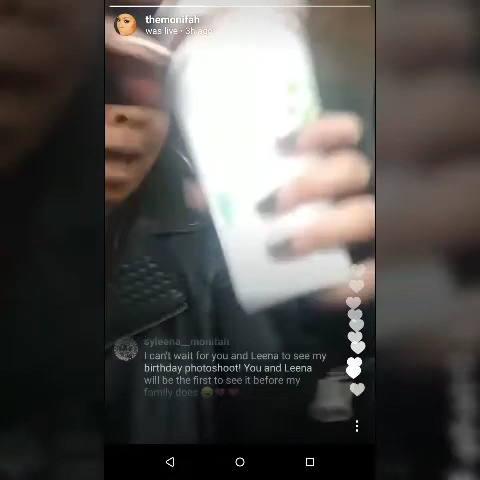 themonifah
was live • 3h ago
syleena__monifah
I can't wait for you and Leena to see my
birthday photoshoot! You and Leena
will be the first to see it before my
family does 😂❤️❤️